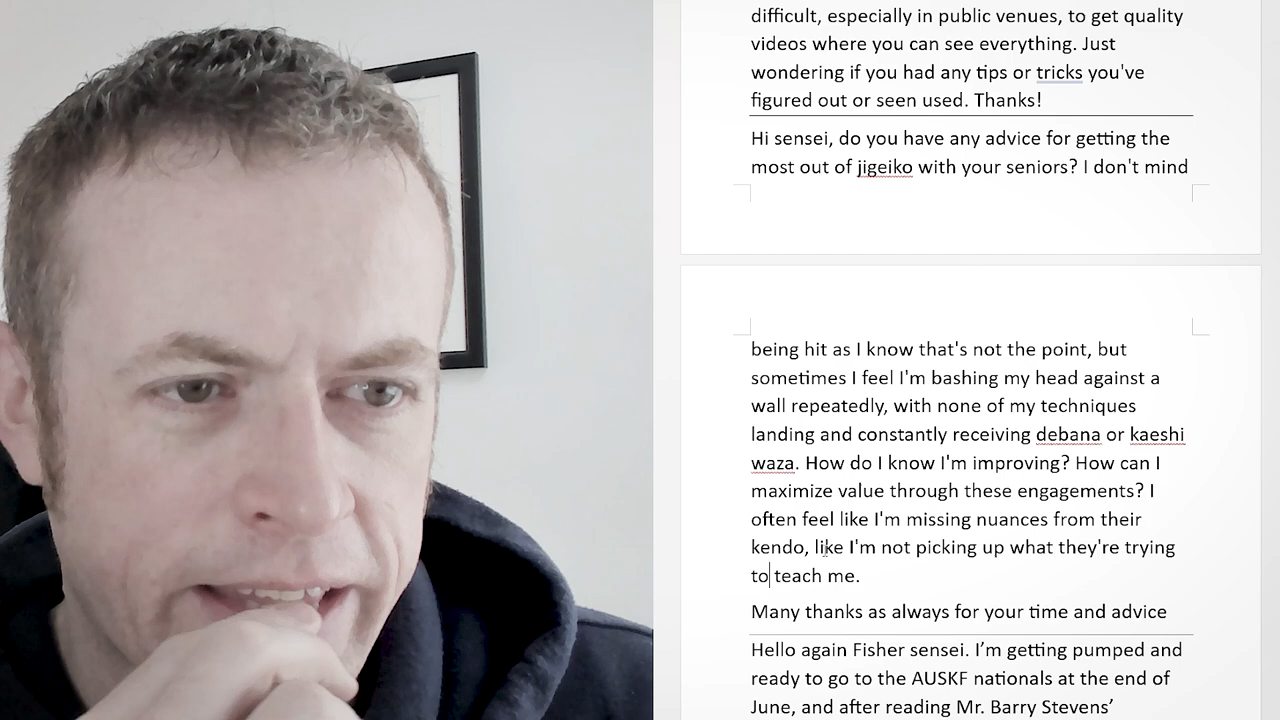 difficult, especially in public venues, to get quality
videos where you can see everything. Just
wondering if you had any tips or tricks you've
figured out or seen used. Thanks!
Hi sensei, do you have any advice for getting the
most out of jigeiko with your seniors? I don't mind
being hit as I know that's not the point, but
sometimes I feel I'm bashing my head against a
wall repeatedly, with none of my techniques
landing and constantly receiving debana or kaeshi
waza. How do I know I'm improving? How can I
maximize value through these engagements? I
often feel like I'm missing nuances from their
kendo, like I'm not picking up what they're trying
to teach me.
Many thanks as always for your time and advice
Hello again Fisher sensei. I’m getting pumped and
ready to go to the AUSKF nationals at the end of
June, and after reading Mr. Barry Stevens’